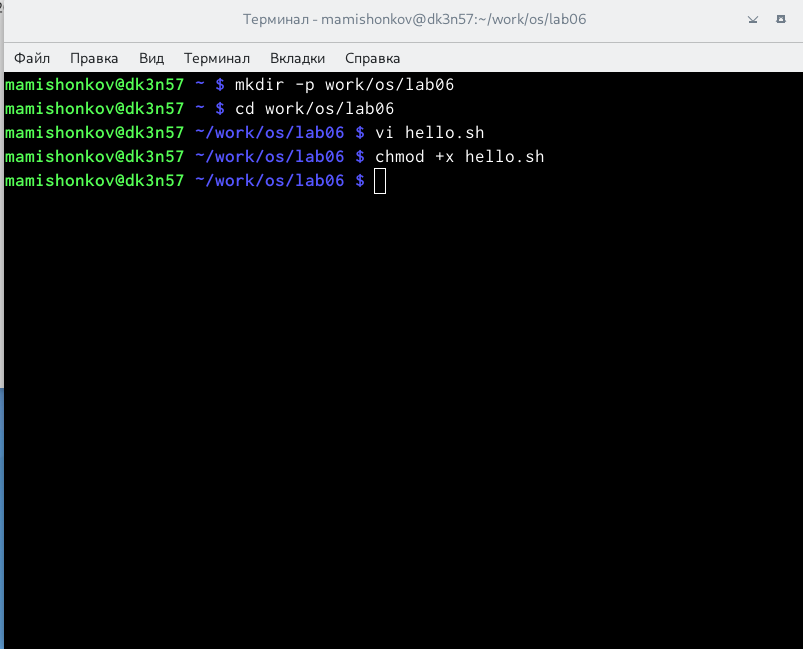 Терминал - mamishonkov@dk3n57:~/work/os/lab06
Файл Правка Вид Терминал Вкладки Справка
mamishonkov@dk3n57 ~ $ mkdir -p work/os/lab06
mamishonkov@dk3n57 ~ $ cd work/os/lab06
mamishonkov@dk3n57 ~/work/os/lab06 $ vi hello.sh
mamishonkov@dk3n57 ~/work/os/lab06 $ chmod +x hello.sh
mamishonkov@dk3n57 ~/work/os/lab06 $